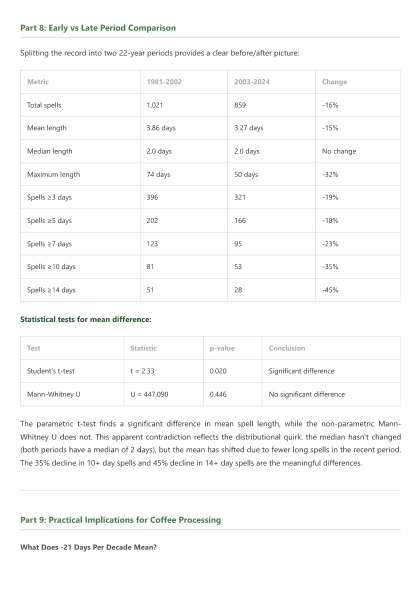 Part 8: Early vs Late Period Comparison
Splitting the record into two 22-year periods provides a clear before/after picture:
Metric 1981-2002 2003-2024 Change
Total spells 1,021 859 -16%
Mean length 3.86 days 3.27 days -15%
Median length 2.0 days 2.0 days No change
Maximum length 74 days 50 days -32%
Spells ≥3 days 396 321 -19%
Spells ≥5 days 202 166 -18%
Spells ≥7 days 123 95 -23%
Spells ≥10 days 81 53 -35%
Spells ≥14 days 51 28 -45%
Statistical tests for mean difference:
Test Statistic p-value Conclusion
Student's t-test t = 2.33 0.020 Significant difference
Mann-Whitney U U = 447,090 0.446 No significant difference
The parametric t-test finds a significant difference in mean spell length, while the non-parametric Mann-
Whitney U does not. This apparent contradiction reflects the distributional quirk: the median hasn't changed
(both periods have a median of 2 days), but the mean has shifted due to fewer long spells in the recent period.
The 35% decline in 10+ day spells and 45% decline in 14+ day spells are the meaningful differences.
Part 9: Practical Implications for Coffee Processing
What Does -21 Days Per Decade Mean?